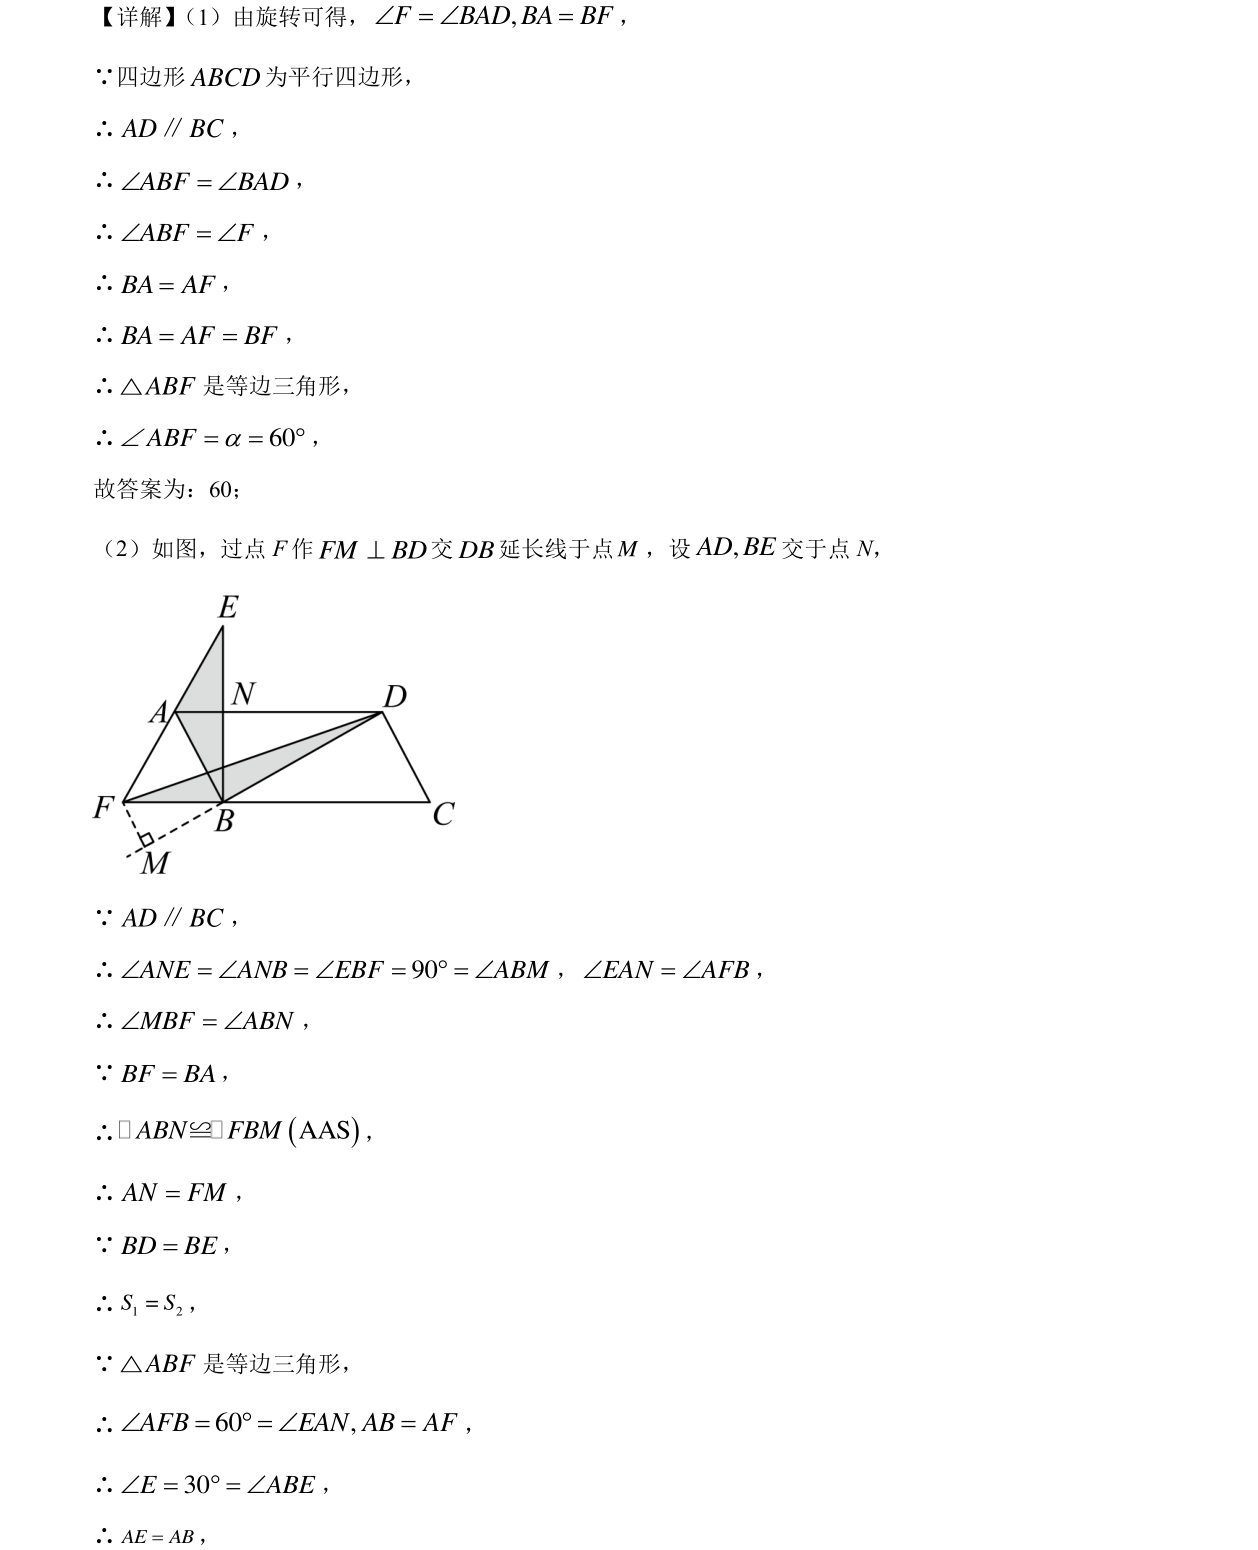 【详解】（1）由旋转可得，∠F = ∠BAD, BA = BF，
∵四边形 ABCD 为平行四边形，
∴ AD // BC，
∴ ∠ABF = ∠BAD，
∴ ∠ABF = ∠F，
∴ BA = AF，
∴ BA = AF = BF，
∴ △ABF 是等边三角形，
∴ ∠ABF = α = 60°，
故答案为：60；
（2）如图，过点 F 作 FM ⊥ BD 交 DB 延长线于点 M，设 AD, BE 交于点 N，
E
A N D
F B C
M
∵ AD // BC，
∴ ∠ANE = ∠ANB = ∠EBF = 90° = ∠ABM，∠EAN = ∠AFB，
∴ ∠MBF = ∠ABN，
∵ BF = BA，
∴ □ABN≌□FBM (AAS)，
∴ AN = FM，
∵ BD = BE，
∴ S₁ = S₂，
∵ △ABF 是等边三角形，
∴ ∠AFB = 60° = ∠EAN, AB = AF，
∴ ∠E = 30° = ∠ABE，
∴ AE = AB，